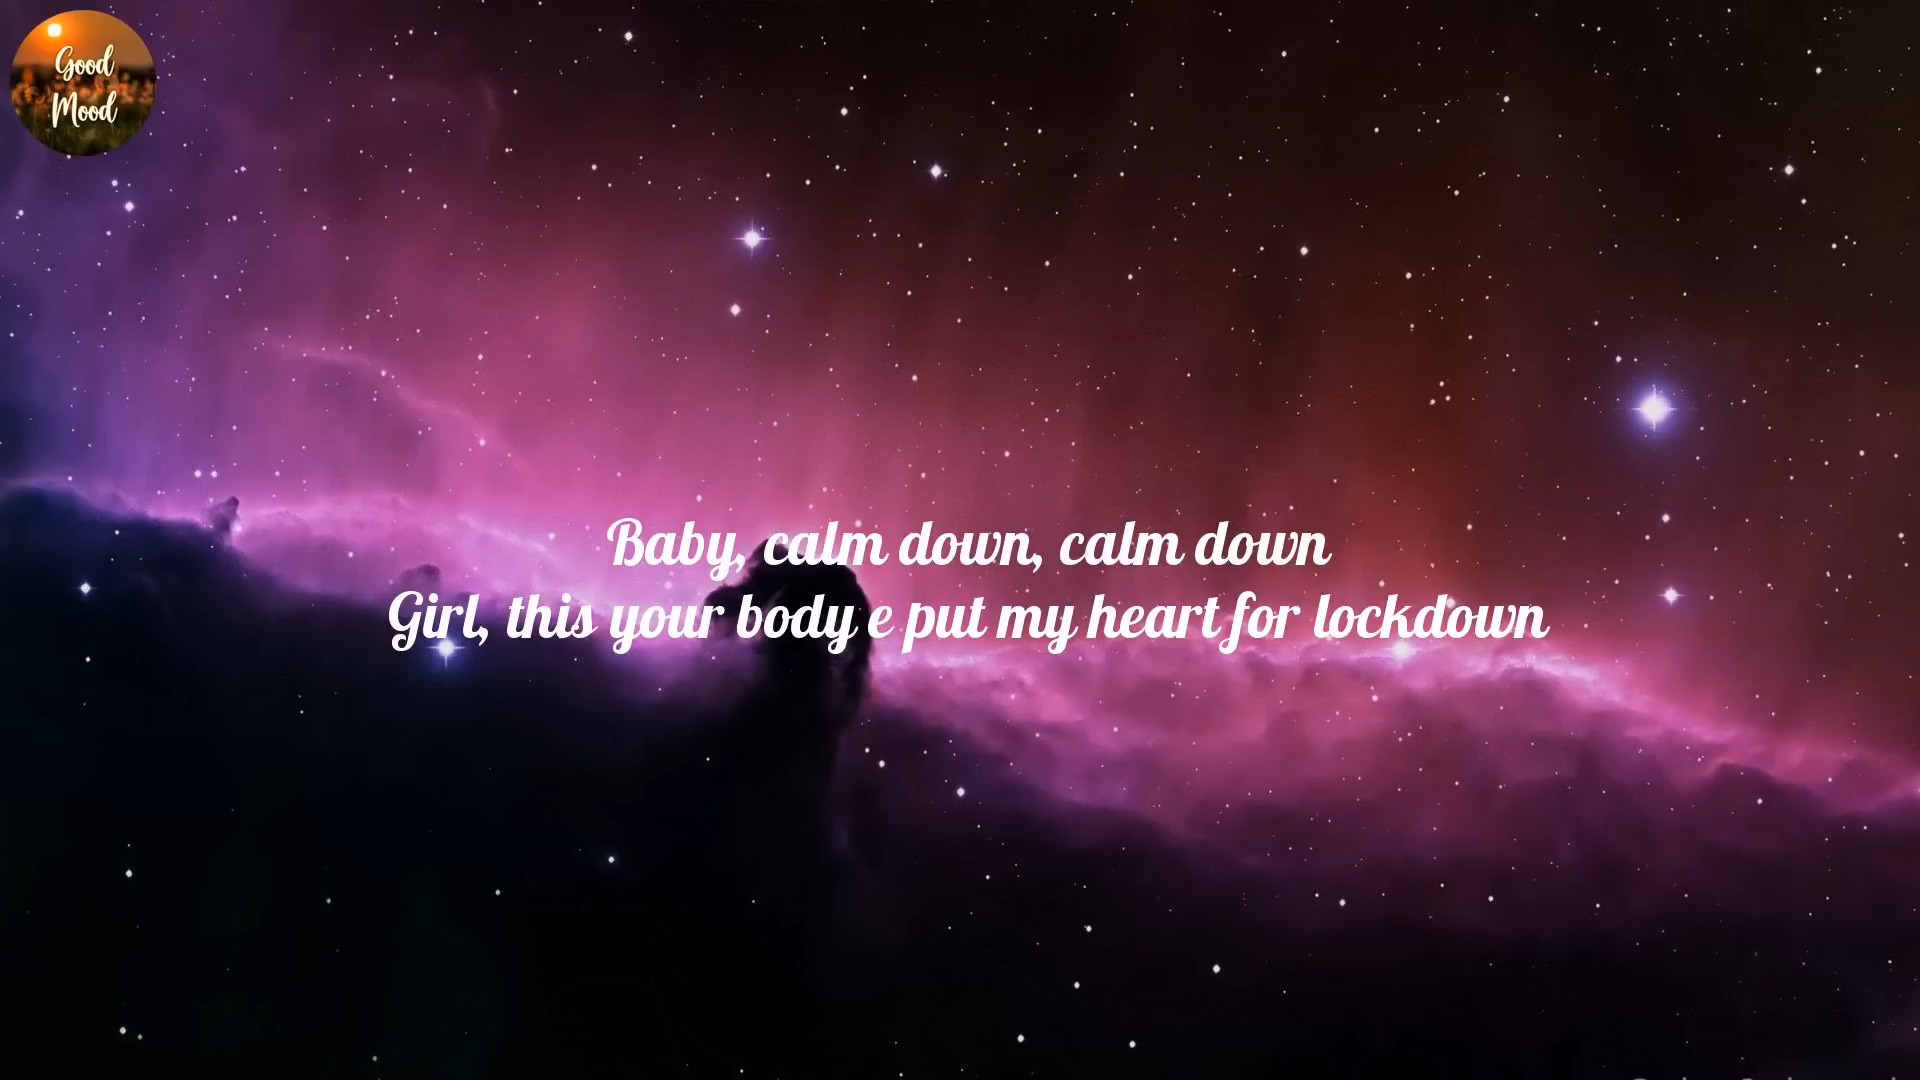 Good
Mood
Baby, calm down, calm down
Girl, this your body e put my heart for lockdown